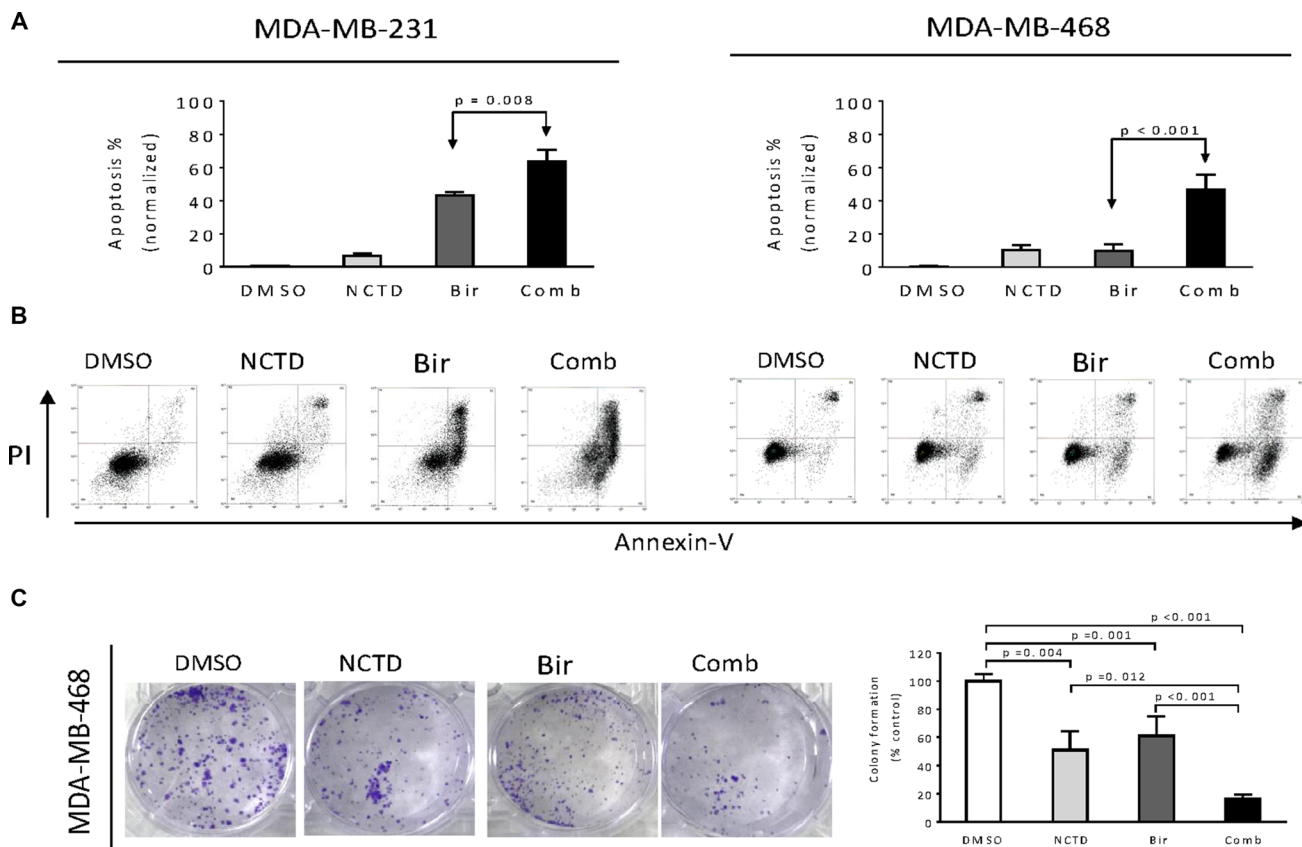 A
MDA-MB-231
MDA-MB-468
Apoptosis %
(normalized)
100
80
60
40
20
0
p = 0.008
DMSO NCTD Bir Comb
Apoptosis %
(normalized)
100
80
60
40
20
0
p < 0.001
DMSO NCTD Bir Comb
B
DMSO NCTD Bir Comb
DMSO NCTD Bir Comb
PI
Annexin-V
C
MDA-MB-468
DMSO NCTD Bir Comb
Colony formation
(% control)
120
100
80
60
40
20
0
p <0.001
p =0.001
p =0.004
p =0.012
p <0.001
DMSO NCTD Bir Comb